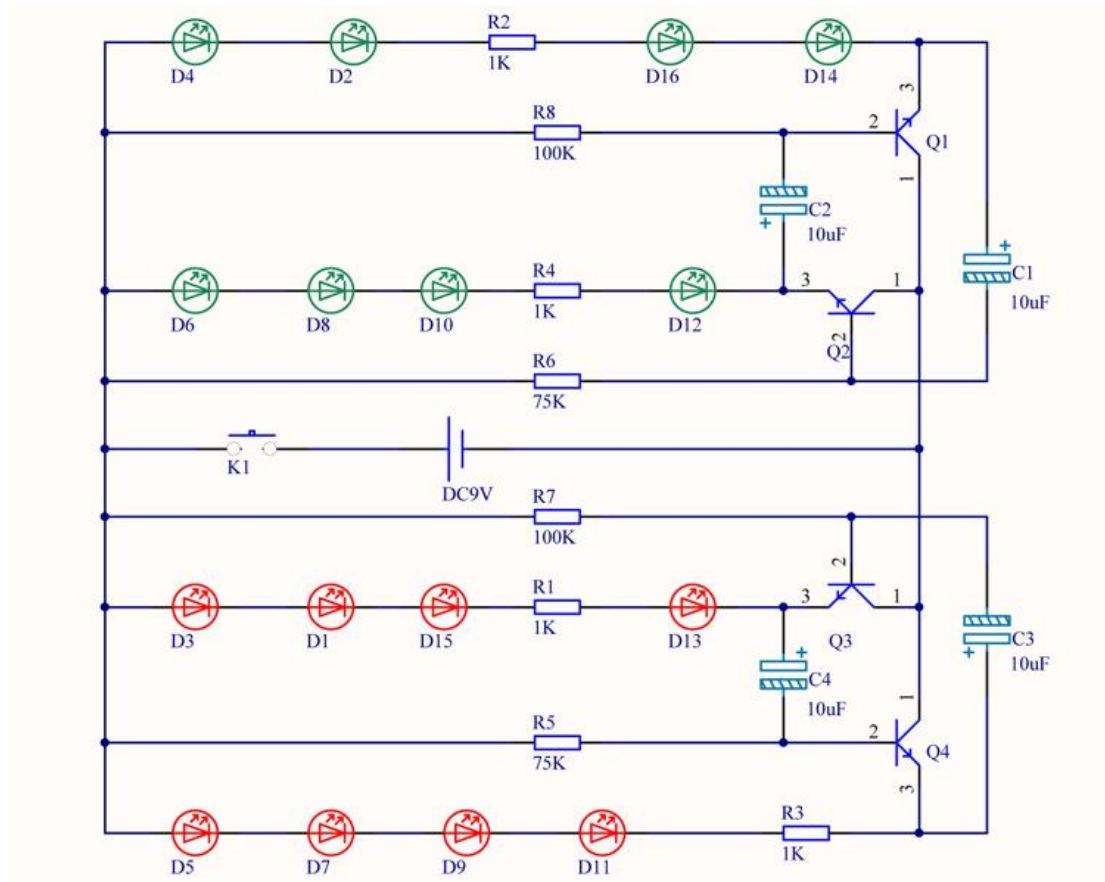 R2
D4 D2 1K D16 D14
3
R8
2 Q1
100K
1
C2
+
10uF
+
C1
10uF
R4
3 1
D6 D8 D10 1K D12
2
Q2
R6
75K
K1
DC9V
R7
100K
2
R1
3 1
D3 D1 D15 1K D13 Q3
+
C3
10uF
+
C4
10uF
1
R5
2 Q4
75K
3
R3
D5 D7 D9 D11 1K